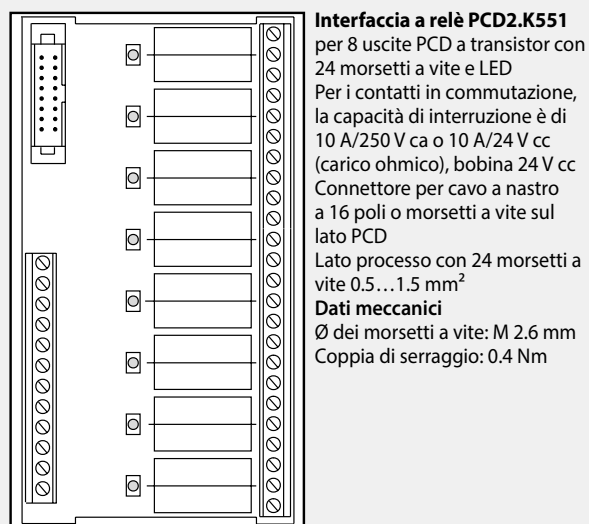 Interfaccia a relè PCD2.K551
per 8 uscite PCD a transistor con
24 morsetti a vite e LED
Per i contatti in commutazione,
la capacità di interruzione è di
10 A/250 V ca o 10 A/24 V cc
(carico ohmico), bobina 24 V cc
Connettore per cavo a nastro
a 16 poli o morsetti a vite sul
lato PCD
Lato processo con 24 morsetti a
vite 0.5…1.5 mm²
Dati meccanici
Ø dei morsetti a vite: M 2.6 mm
Coppia di serraggio: 0.4 Nm